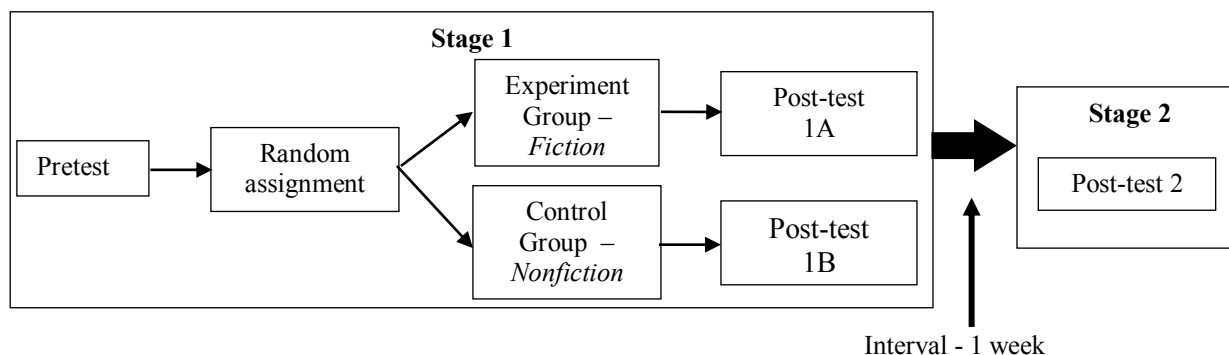 Stage 1
Pretest
Random
assignment
Experiment
Group –
Fiction
Post-test
1A
Control
Group –
Nonfiction
Post-test
1B
Stage 2
Post-test 2
Interval - 1 week